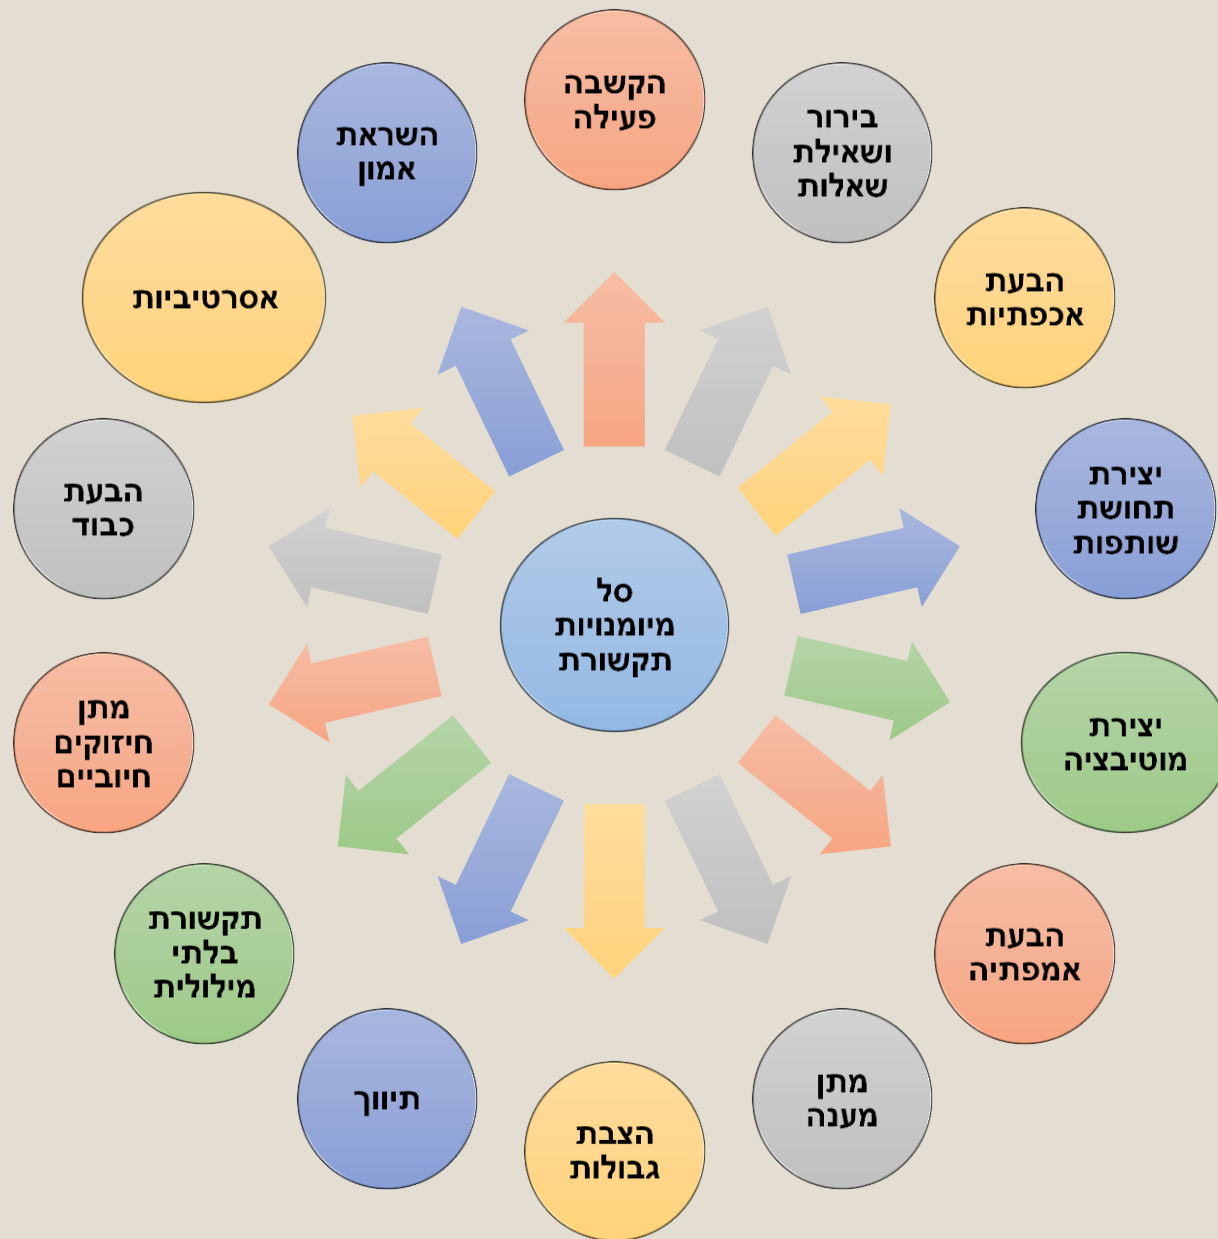 סל
מיומנויות
תקשורת
הקשבה
פעילה
בירור
ושאילת
שאלות
הבעת
אכפתיות
יצירת
תחושת
שותפות
יצירת
מוטיבציה
הבעת
אמפתיה
מתן
מענה
הצבת
גבולות
תיווך
תקשורת
בלתי
מילולית
מתן
חיזוקים
חיוביים
הבעת
כבוד
אסרטיביות
השראת
אמון